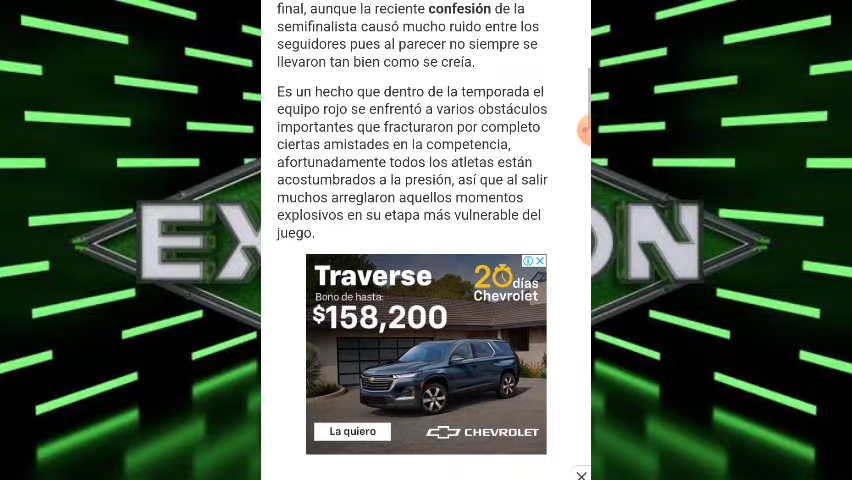 final, aunque la reciente confesión de la
semifinalista causó mucho ruido entre los
seguidores pues al parecer no siempre se
llevaron tan bien como se creía.
Es un hecho que dentro de la temporada el
equipo rojo se enfrentó a varios obstáculos
importantes que fracturaron por completo
ciertas amistades en la competencia,
afortunadamente todos los atletas están
acostumbrados a la presión, así que al salir
muchos arreglaron aquellos momentos
explosivos en su etapa más vulnerable del
juego.
Traverse
Bono de hasta:
$158,200
20 días
Chevrolet
La quiero
CHEVROLET
EX
ON